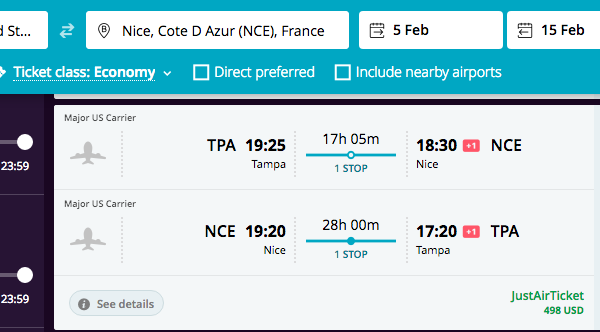 d St...
Nice, Cote D Azur (NCE), France
5 Feb
15 Feb
Ticket class: Economy
Direct preferred
Include nearby airports
Major US Carrier
TPA 19:25
17h 05m
18:30 +1 NCE
Tampa
1 STOP
Nice
23:59
Major US Carrier
NCE 19:20
28h 00m
17:20 +1 TPA
Nice
1 STOP
Tampa
23:59
See details
JustAirTicket
498 USD